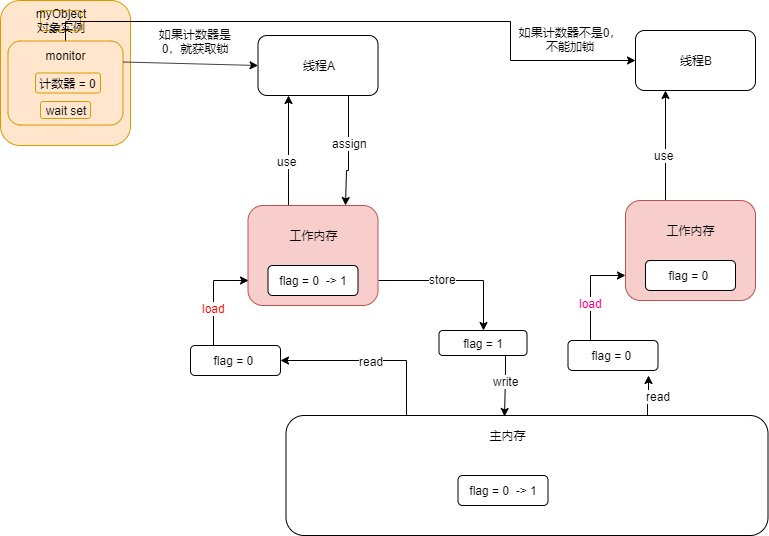 myObject
对象实例
monitor
计数器 = 0
wait set
如果计数器是
0，就获取锁
线程A
如果计数器不是0，
不能加锁
线程B
use
assign
use
工作内存
flag = 0 -> 1
工作内存
flag = 0
load
store
load
flag = 0
flag = 1
flag = 0
read
write
read
主内存
flag = 0 -> 1